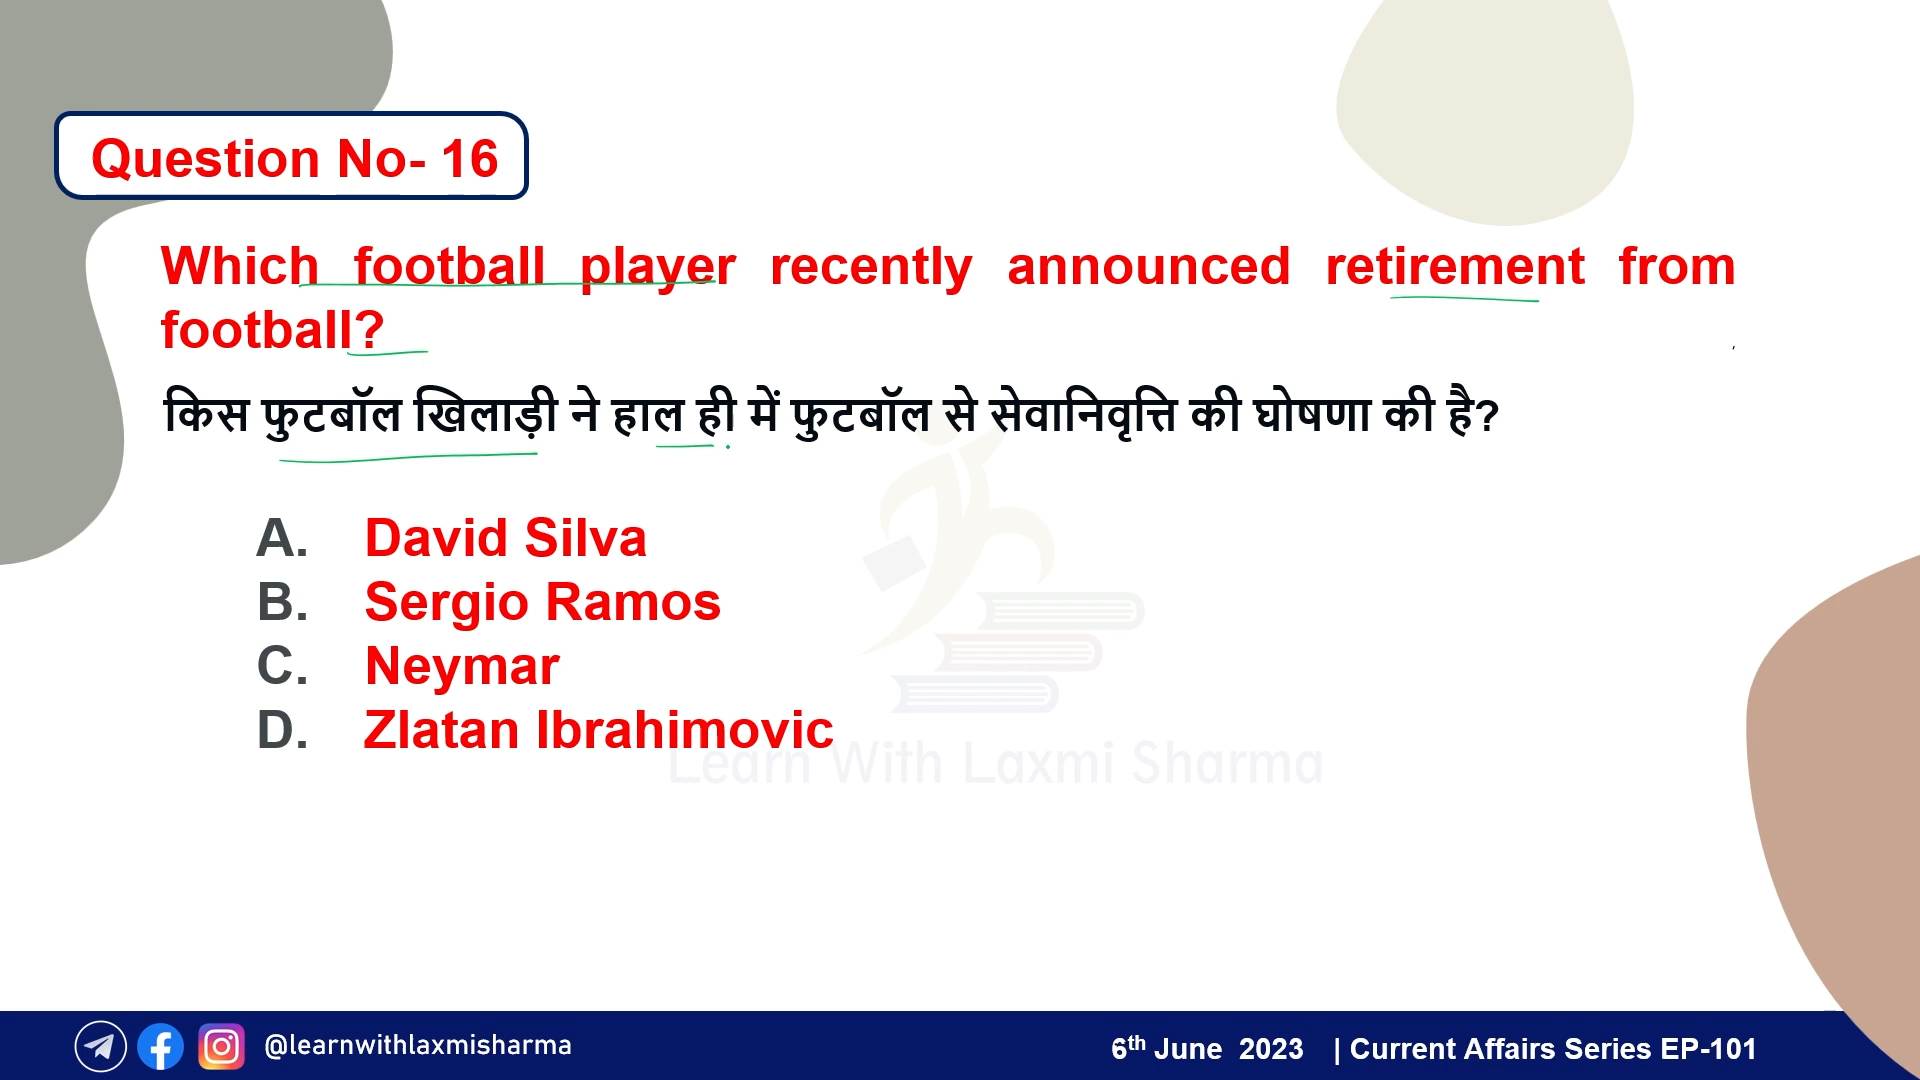 Question No- 16
Which football player recently announced retirement from
football?
किस फुटबॉल खिलाड़ी ने हाल ही में फुटबॉल से सेवानिवृत्ति की घोषणा की है?
A. David Silva
B. Sergio Ramos
C. Neymar
D. Zlatan Ibrahimovic
Learn With Laxmi Sharma
@learnwithlaxmisharma
6th June 2023 | Current Affairs Series EP-101